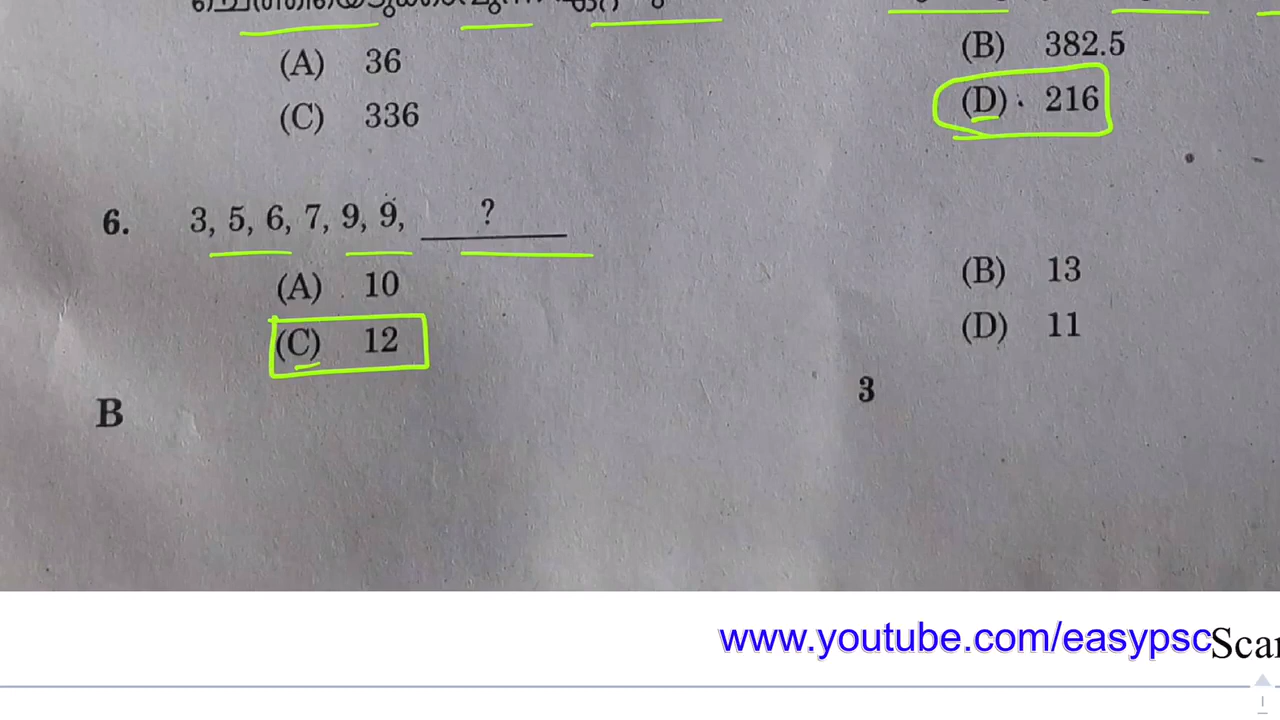 (A) 36
(B) 382.5
(C) 336
(D) 216
6. 3, 5, 6, 7, 9, 9, ?
(A) 10
(B) 13
(C) 12
(D) 11
B
3
www.youtube.com/easypsc